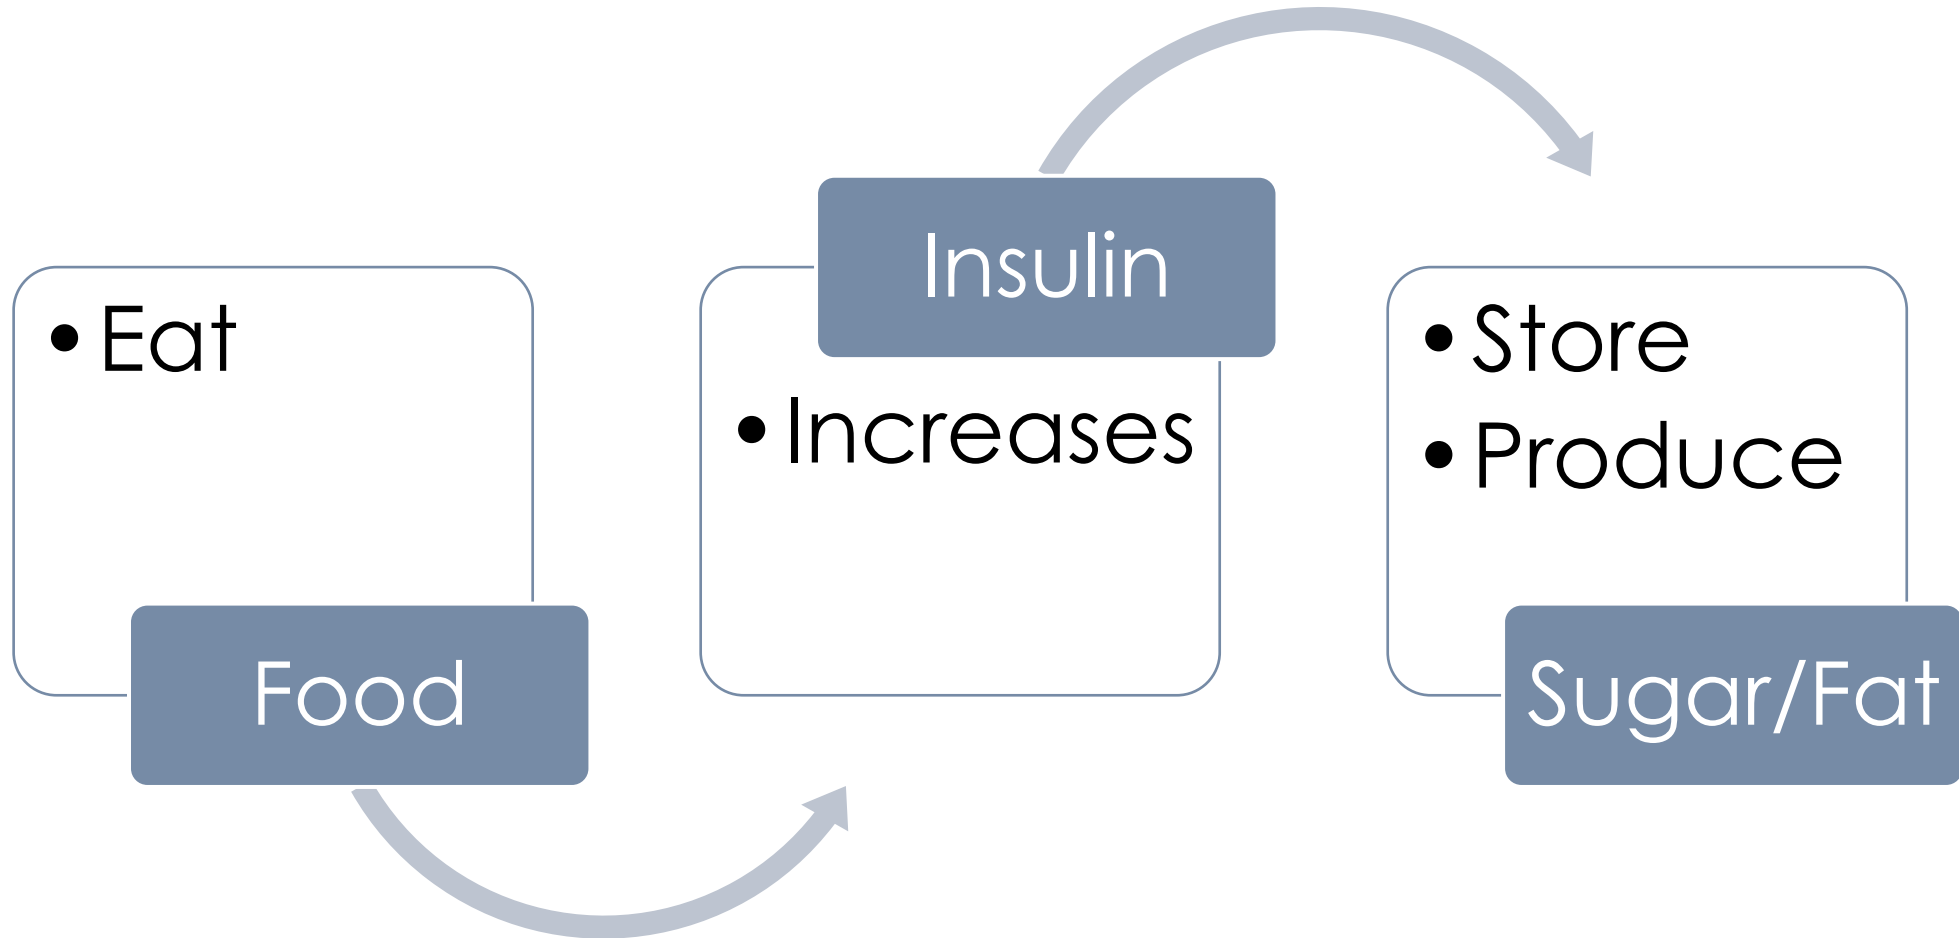 • Eat
Food
Insulin
• Increases
• Store
• Produce
Sugar/Fat